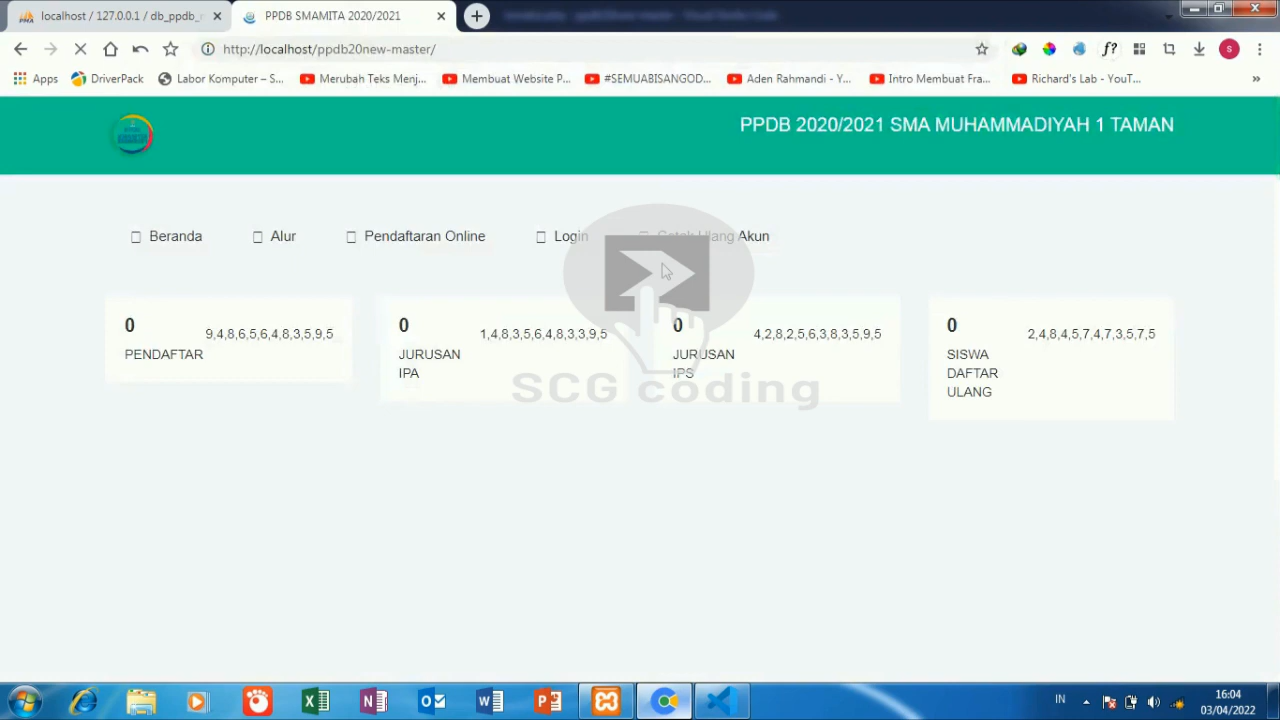 localhost / 127.0.0.1 / db_ppdb_
PPDB SMAMITA 2020/2021
http://localhost/ppdb20new-master/
f?
s
Apps
DriverPack
Labor Komputer – S...
Merubah Teks Menj...
Membuat Website P...
#SEMUABISANGOD...
Aden Rahmandi - Y...
Intro Membuat Fra...
Richard's Lab - YouT...
»
PPDB 2020/2021 SMA MUHAMMADIYAH 1 TAMAN
Beranda
Alur
Pendaftaran Online
Login
Cetak Ulang Akun
0
9,4,8,6,5,6,4,8,3,5,9,5
PENDAFTAR
0
1,4,8,3,5,6,4,8,3,3,9,5
JURUSAN
IPA
0
4,2,8,2,5,6,3,8,3,5,9,5
JURUSAN
IPS
0
2,4,8,4,5,7,4,7,3,5,7,5
SISWA
DAFTAR
ULANG
SCG coding
IN
16:04
03/04/2022